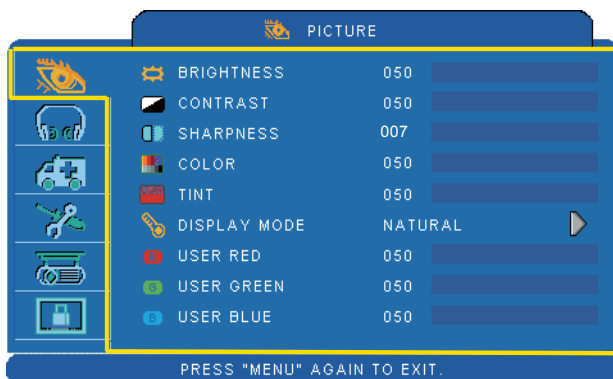 PICTURE
BRIGHTNESS 050
CONTRAST 050
SHARPNESS 007
COLOR 050
TINT 050
DISPLAY MODE NATURAL
R USER RED 050
G USER GREEN 050
B USER BLUE 050
PRESS "MENU" AGAIN TO EXIT.